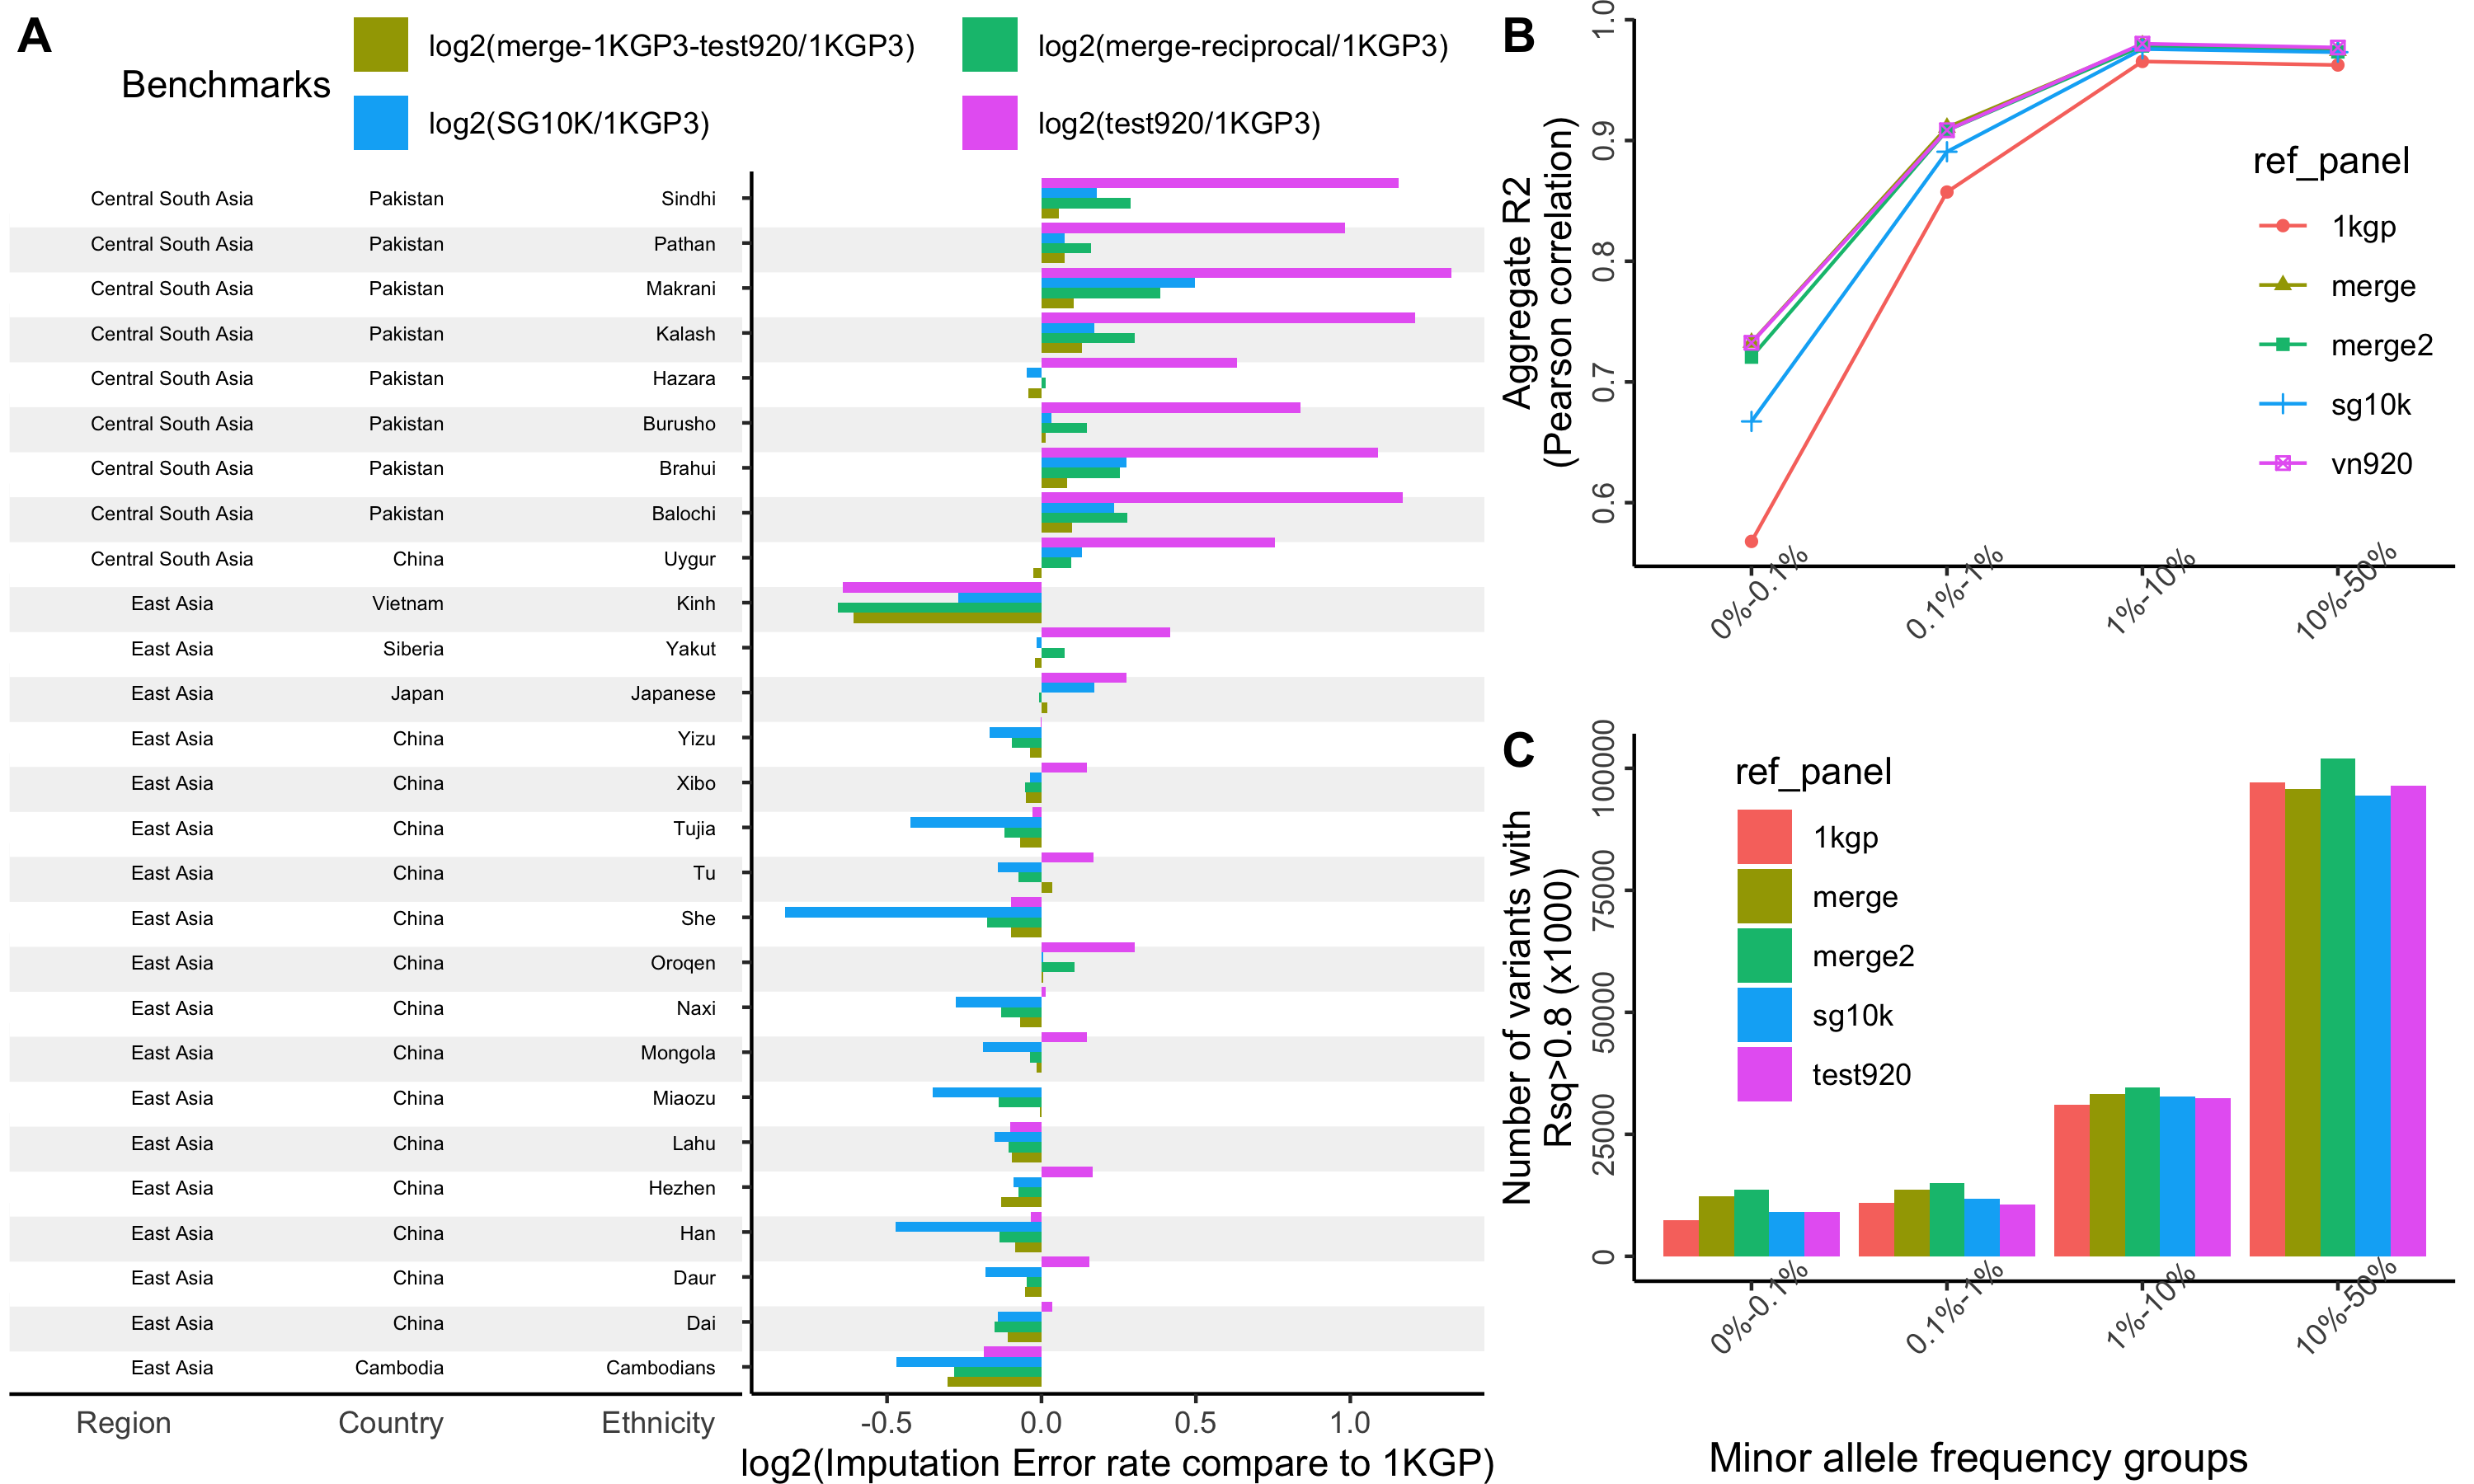 A
Benchmarks
log2(merge-1KGP3-test920/1KGP3)
log2(merge-reciprocal/1KGP3)
log2(SG10K/1KGP3)
log2(test920/1KGP3)
Central South Asia Pakistan Sindhi
Central South Asia Pakistan Pathan
Central South Asia Pakistan Makrani
Central South Asia Pakistan Kalash
Central South Asia Pakistan Hazara
Central South Asia Pakistan Burusho
Central South Asia Pakistan Brahui
Central South Asia Pakistan Balochi
Central South Asia China Uygur
East Asia Vietnam Kinh
East Asia Siberia Yakut
East Asia Japan Japanese
East Asia China Yizu
East Asia China Xibo
East Asia China Tujia
East Asia China Tu
East Asia China She
East Asia China Oroqen
East Asia China Naxi
East Asia China Mongola
East Asia China Miaozu
East Asia China Lahu
East Asia China Hezhen
East Asia China Han
East Asia China Daur
East Asia China Dai
East Asia Cambodia Cambodians
Region Country Ethnicity
-0.5 0.0 0.5 1.0
log2(Imputation Error rate compare to 1KGP)
B
Aggregate R2
(Pearson correlation)
1.0
0.9
0.8
0.7
0.6
ref_panel
1kgp
merge
merge2
sg10k
vn920
0%-0.1% 0.1%-1% 1%-10% 10%-50%
C
Number of variants with
Rsq>0.8 (x1000)
100000
75000
50000
25000
0
ref_panel
1kgp
merge
merge2
sg10k
test920
0%-0.1% 0.1%-1% 1%-10% 10%-50%
Minor allele frequency groups